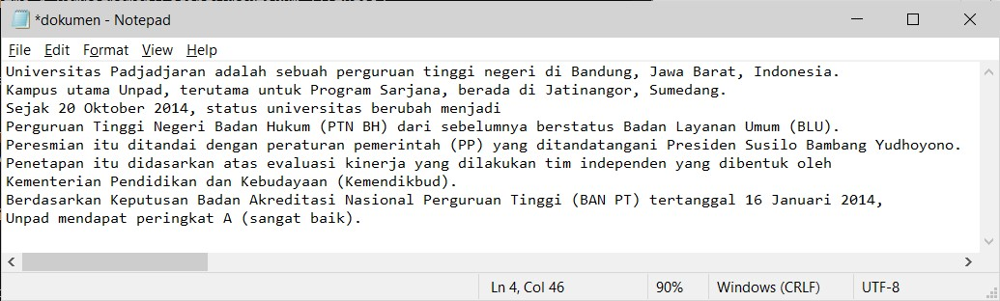 *dokumen - Notepad
File Edit Format View Help
Universitas Padjadjaran adalah sebuah perguruan tinggi negeri di Bandung, Jawa Barat, Indonesia.
Kampus utama Unpad, terutama untuk Program Sarjana, berada di Jatinangor, Sumedang.
Sejak 20 Oktober 2014, status universitas berubah menjadi
Perguruan Tinggi Negeri Badan Hukum (PTN BH) dari sebelumnya berstatus Badan Layanan Umum (BLU).
Peresmian itu ditandai dengan peraturan pemerintah (PP) yang ditandatangani Presiden Susilo Bambang Yudhoyono.
Penetapan itu didasarkan atas evaluasi kinerja yang dilakukan tim independen yang dibentuk oleh
Kementerian Pendidikan dan Kebudayaan (Kemendikbud).
Berdasarkan Keputusan Badan Akreditasi Nasional Perguruan Tinggi (BAN PT) tertanggal 16 Januari 2014,
Unpad mendapat peringkat A (sangat baik).
Ln 4, Col 46 90% Windows (CRLF) UTF-8